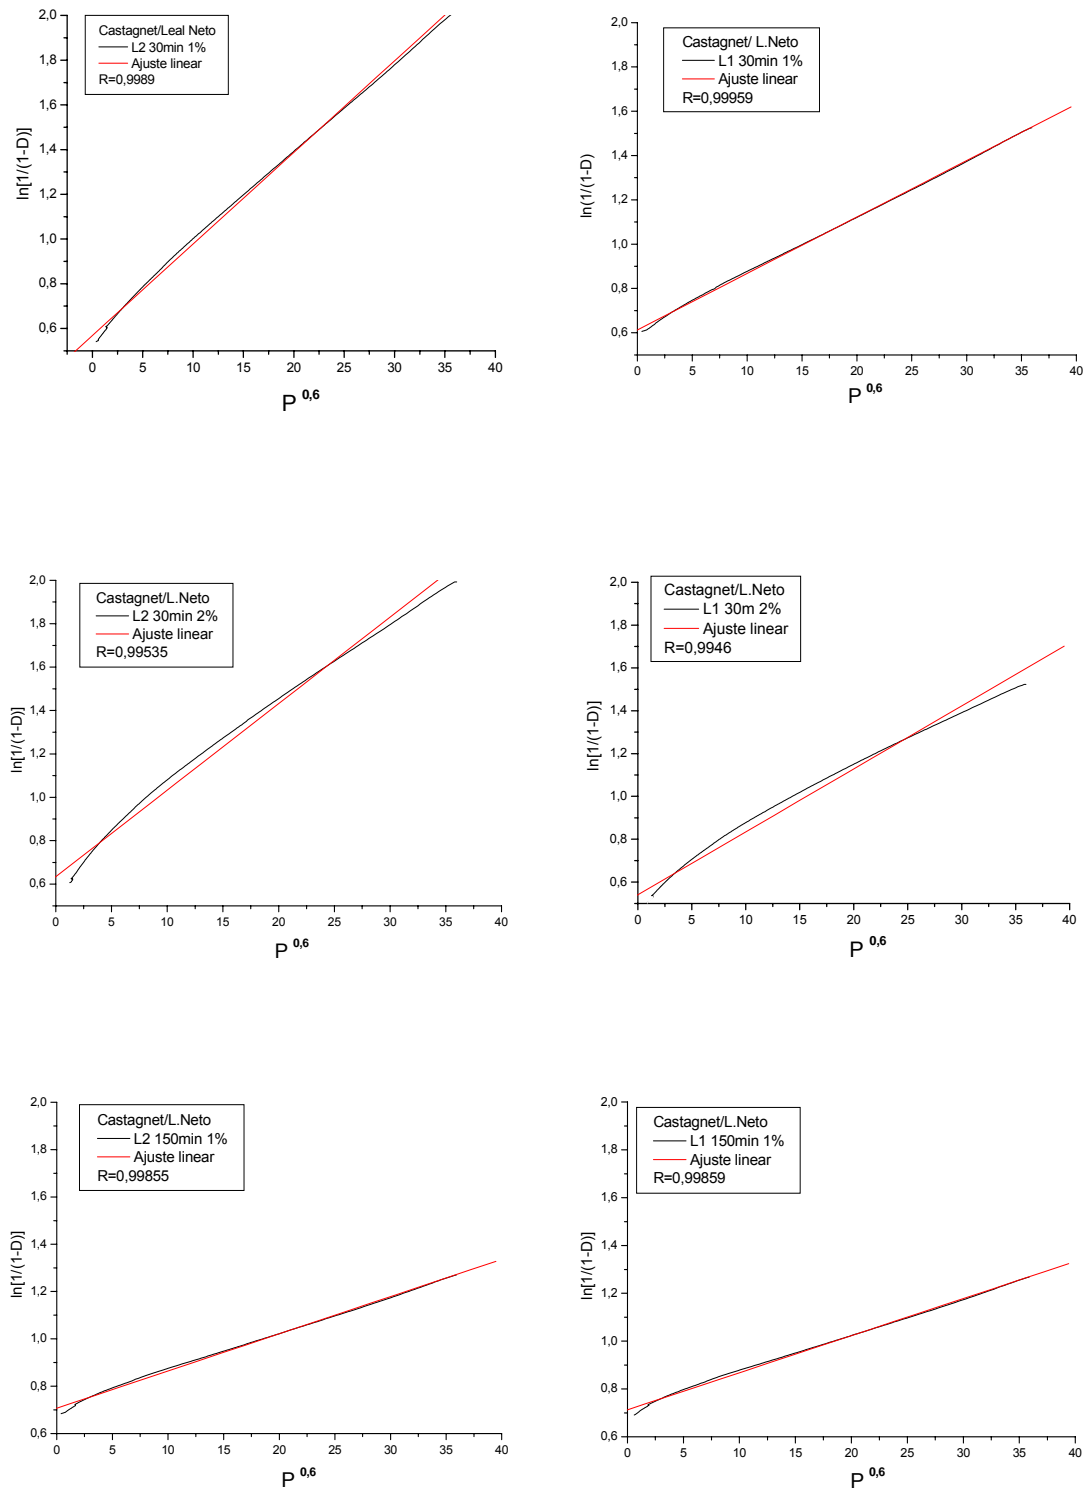 Castagnet/Leal Neto
L2 30min 1%
Ajuste linear
R=0,9989
2,0
1,8
1,6
1,4
1,2
1,0
0,8
0,6
ln[1/(1-D)]
0 5 10 15 20 25 30 35 40
P 0,6
Castagnet/ L.Neto
L1 30min 1%
Ajuste linear
R=0,99959
2,0
1,8
1,6
1,4
1,2
1,0
0,8
0,6
ln(1/(1-D)
0 5 10 15 20 25 30 35 40
P 0,6
Castagnet/L.Neto
L2 30min 2%
Ajuste linear
R=0,99535
2,0
1,8
1,6
1,4
1,2
1,0
0,8
0,6
ln[1/(1-D)]
0 5 10 15 20 25 30 35 40
P 0,6
Castagnet/L.Neto
L1 30m 2%
Ajuste linear
R=0,9946
2,0
1,8
1,6
1,4
1,2
1,0
0,8
0,6
ln[1/(1-D)]
0 5 10 15 20 25 30 35 40
P 0,6
Castagnet/L.Neto
L2 150min 1%
Ajuste linear
R=0,99855
2,0
1,8
1,6
1,4
1,2
1,0
0,8
0,6
ln[1/(1-D)]
0 5 10 15 20 25 30 35 40
P 0,6
Castagnet/L.Neto
L1 150min 1%
Ajuste linear
R=0,99859
2,0
1,8
1,6
1,4
1,2
1,0
0,8
0,6
ln[1/(1-D)]
0 5 10 15 20 25 30 35 40
P 0,6